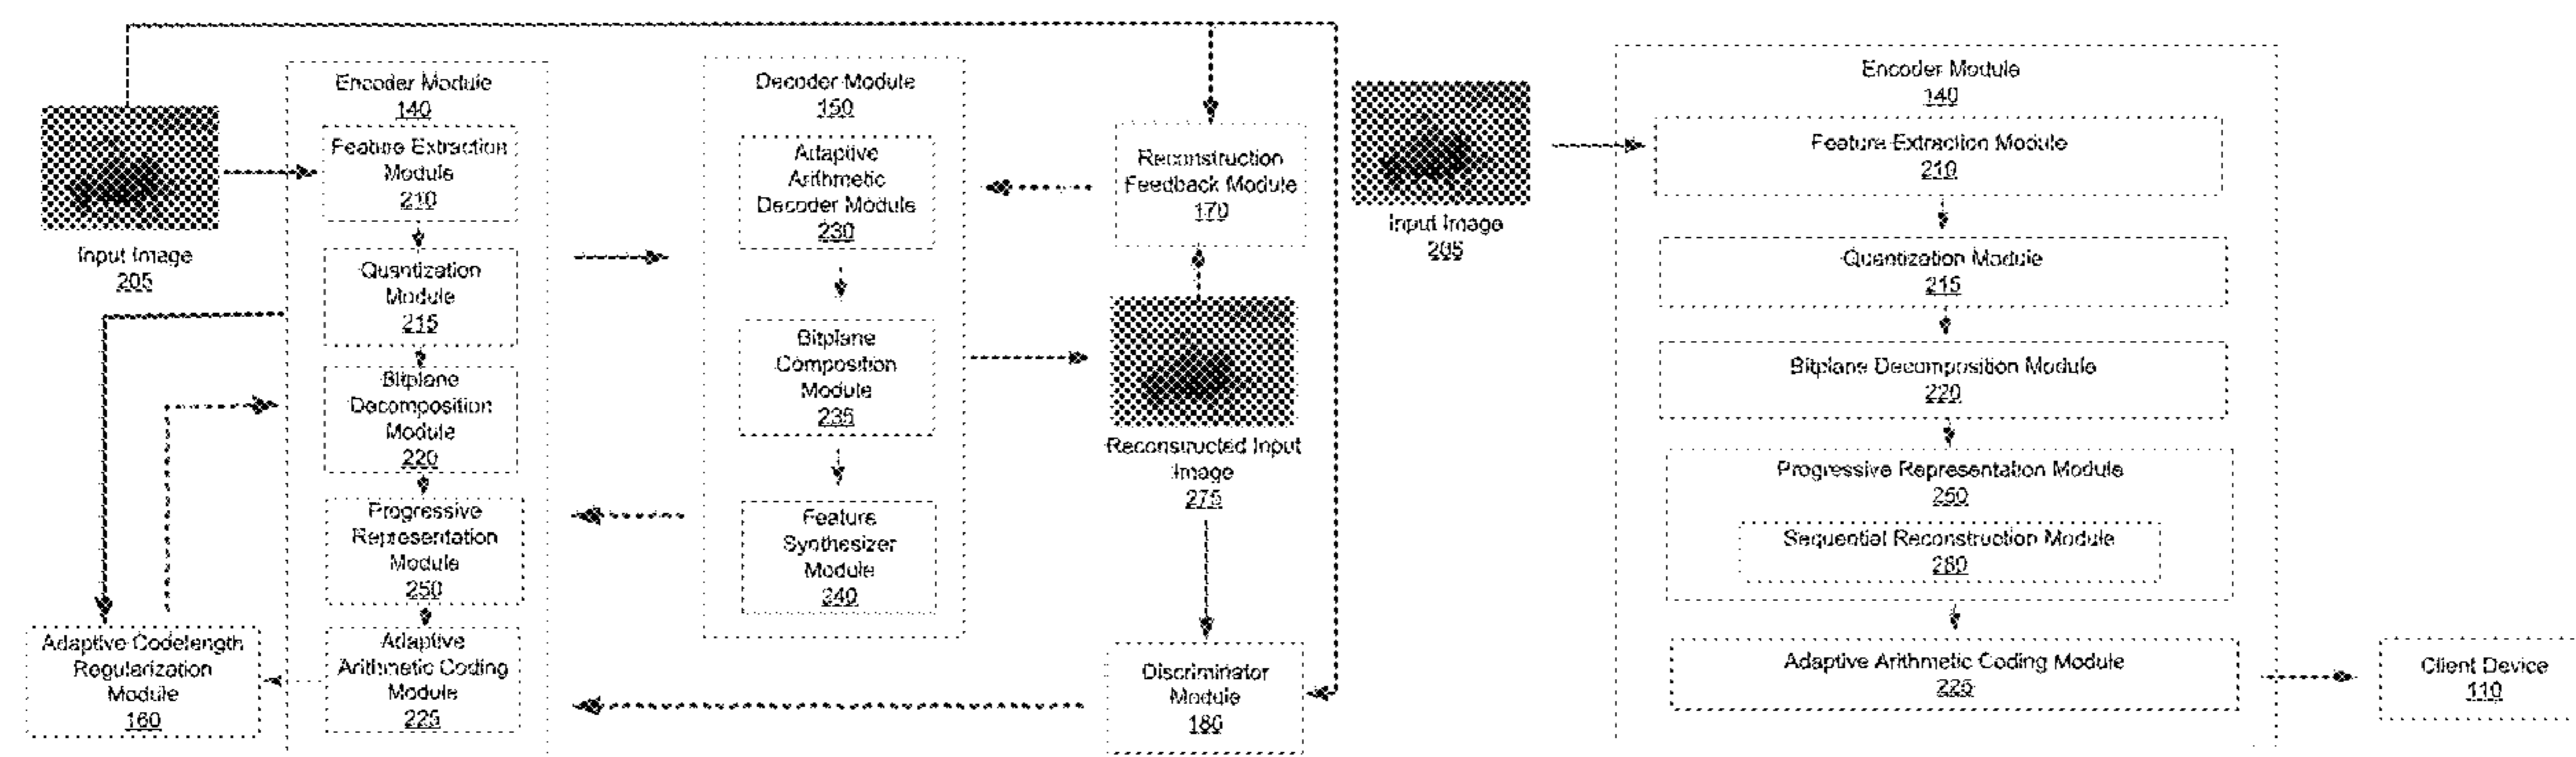 Input Image
205
Encoder Module
140
Feature Extraction
Module
210
Quantization
Module
215
Bitplane
Decomposition
Module
220
Progressive
Representation
Module
250
Adaptive
Arithmetic Coding
Module
225
Adaptive Codelength
Regularization
Module
160
Decoder Module
150
Adaptive
Arithmetic
Decoder Module
230
Bitplane
Composition
Module
235
Feature
Synthesizer
Module
240
Reconstruction
Feedback Module
170
Reconstructed Input
Image
275
Discriminator
Module
180
Input Image
205
Encoder Module
140
Feature Extraction Module
210
Quantization Module
215
Bitplane Decomposition Module
220
Progressive Representation Module
250
Sequential Reconstruction Module
260
Adaptive Arithmetic Coding Module
225
Client Device
110